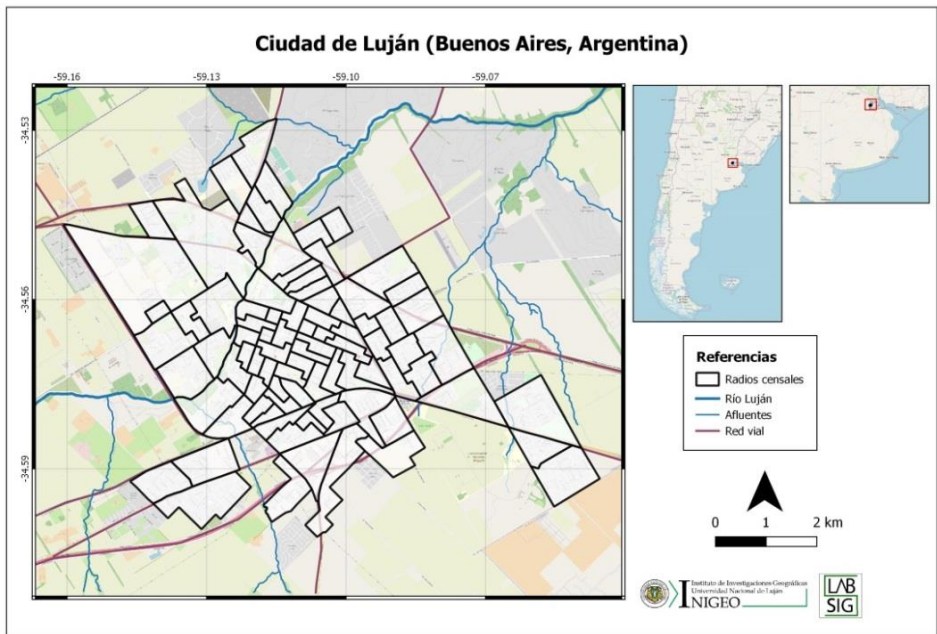 Ciudad de Luján (Buenos Aires, Argentina)
-59.16 -59.13 -59.10 -59.07
-34.53
-34.56
-34.59
Referencias
Radios censales
Río Luján
Afluentes
Red vial
0 1 2 km
Instituto de Investigaciones Geográficas
Universidad Nacional de Luján
INIGEO
LAB
SIG